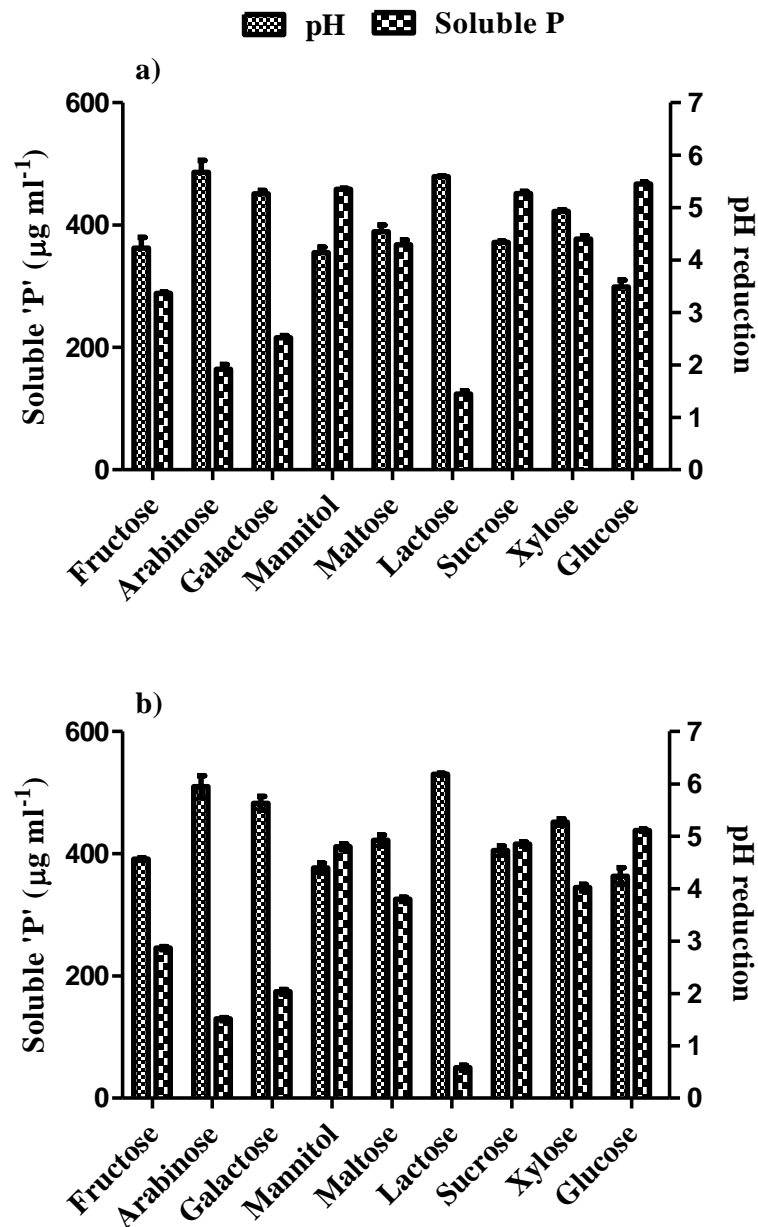 pH Soluble P
a)
Soluble 'P' (µg ml⁻¹)
600
400
200
0
7
6
5
4
3
2
1
0
pH reduction
Fructose
Arabinose
Galactose
Mannitol
Maltose
Lactose
Sucrose
Xylose
Glucose
b)
Soluble 'P' (µg ml⁻¹)
600
400
200
0
7
6
5
4
3
2
1
0
pH reduction
Fructose
Arabinose
Galactose
Mannitol
Maltose
Lactose
Sucrose
Xylose
Glucose